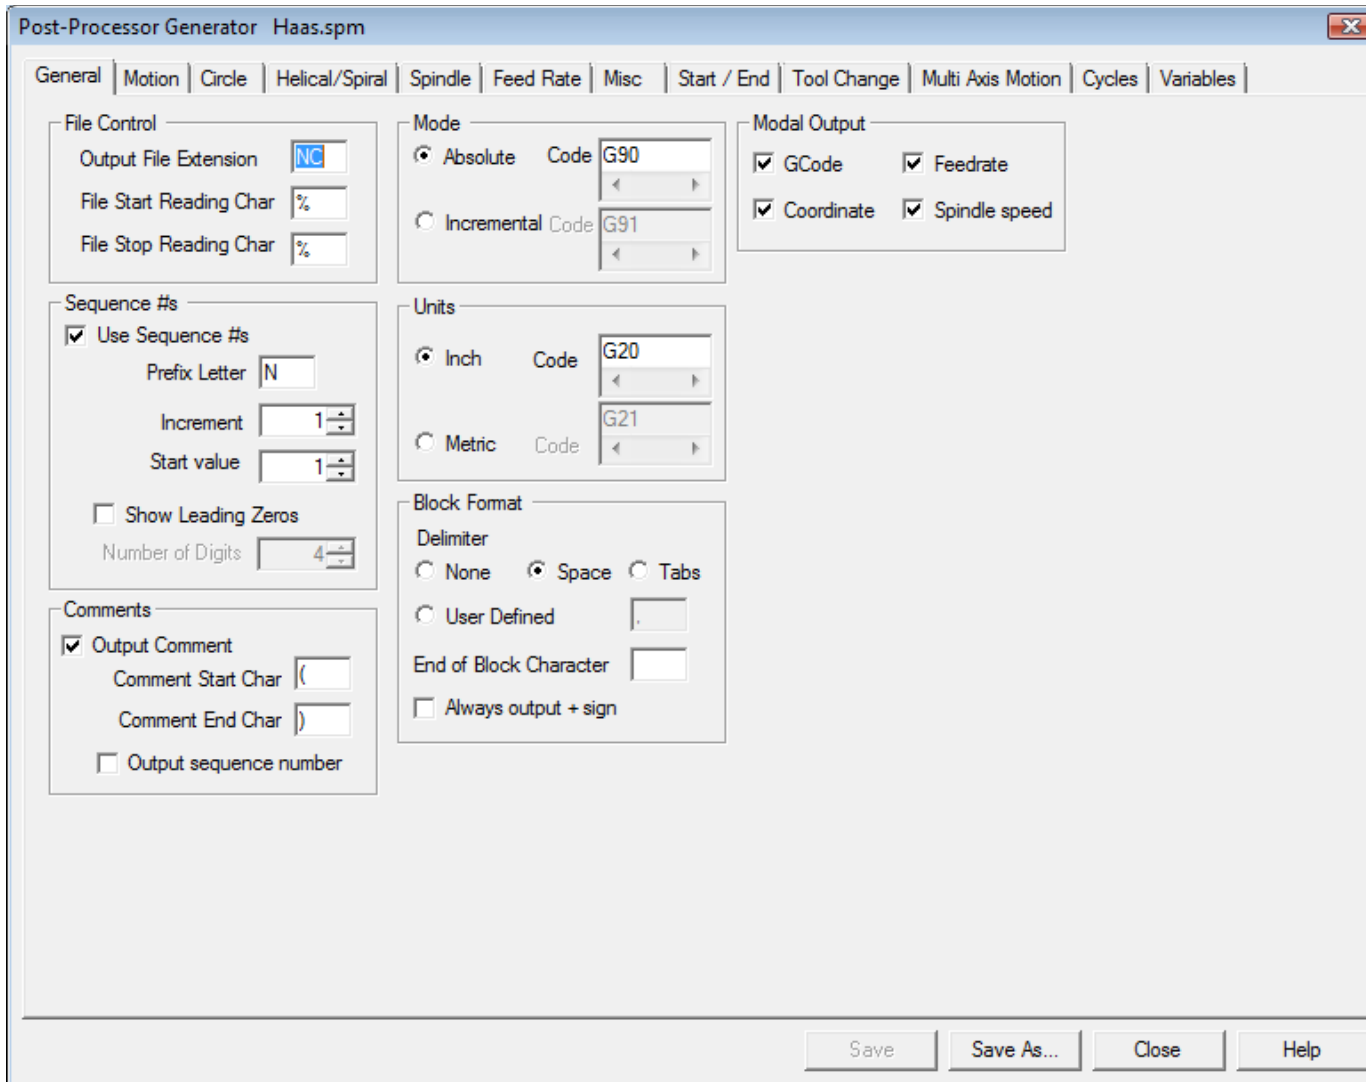 Post-Processor Generator Haas.spm
General Motion Circle Helical/Spiral Spindle Feed Rate Misc Start / End Tool Change Multi Axis Motion Cycles Variables
File Control
Output File Extension NC
File Start Reading Char %
File Stop Reading Char %
Sequence #s
Use Sequence #s
Prefix Letter N
Increment 1
Start value 1
Show Leading Zeros
Number of Digits 4
Comments
Output Comment
Comment Start Char (
Comment End Char )
Output sequence number
Mode
Absolute Code G90
Incremental Code G91
Units
Inch Code G20
Metric Code G21
Block Format
Delimiter
None Space Tabs
User Defined .
End of Block Character
Always output + sign
Modal Output
GCode Feedrate
Coordinate Spindle speed
Save Save As... Close Help